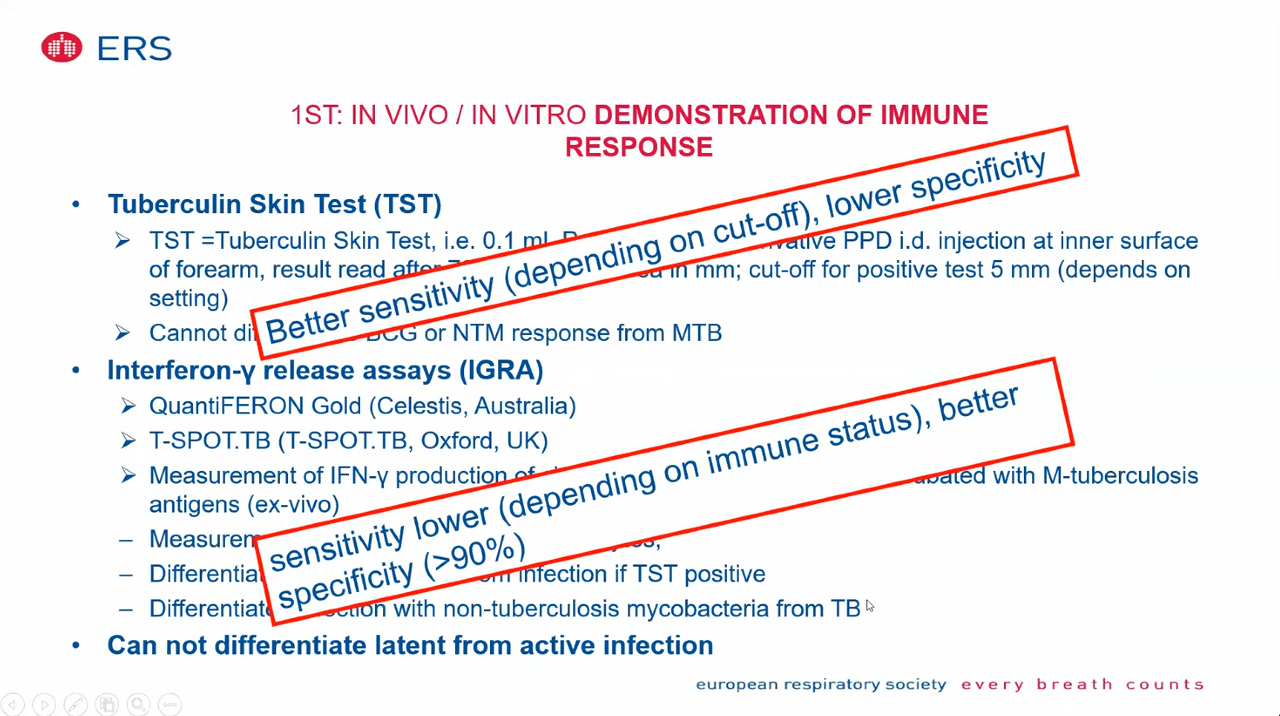 ERS
1ST: IN VIVO / IN VITRO DEMONSTRATION OF IMMUNE
RESPONSE
• Tuberculin Skin Test (TST)
➢ TST =Tuberculin Skin Test, i.e. 0.1 ml PPD i.d. injection at inner surface
of forearm, result read after in mm; cut-off for positive test 5 mm (depends on
setting)
Better sensitivity (depending on cut-off), lower specificity
➢ Cannot BCG or NTM response from MTB
• Interferon-γ release assays (IGRA)
➢ QuantiFERON Gold (Celestis, Australia)
➢ T-SPOT.TB (T-SPOT.TB, Oxford, UK)
➢ Measurement of IFN-γ production of with M-tuberculosis
antigens (ex-vivo)
sensitivity lower (depending on immune status), better
specificity (>90%)
–
– infection if TST positive
– with non-tuberculosis mycobacteria from TB
• Can not differentiate latent from active infection
european respiratory society every breath counts